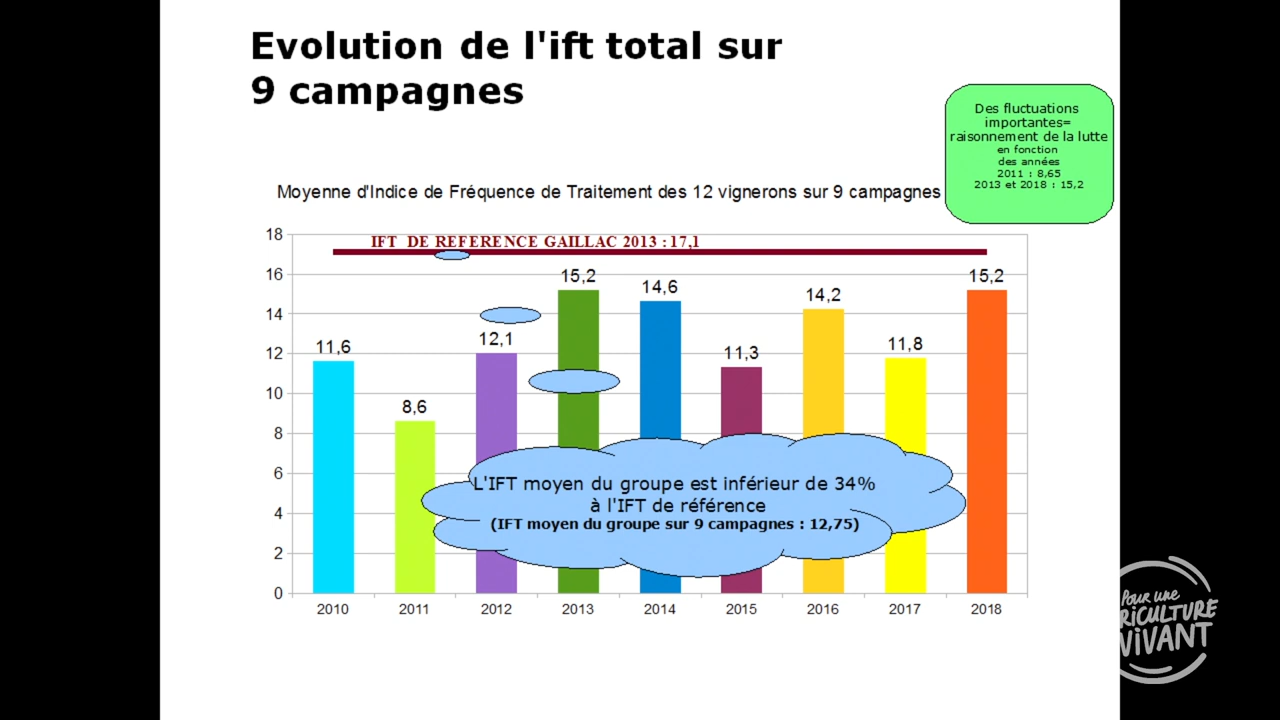 Evolution de l'ift total sur
9 campagnes
Des fluctuations
importantes=
raisonnement de la lutte
en fonction
des années
2011 : 8,65
2013 et 2018 : 15,2
Moyenne d'Indice de Fréquence de Traitement des 12 vignerons sur 9 campagnes
IFT DE REFERENCE GAILLAC 2013 : 17,1
18
16
14
12
10
8
6
4
2
0
11,6
8,6
12,1
15,2
14,6
11,3
14,2
11,8
15,2
L'IFT moyen du groupe est inférieur de 34%
à l'IFT de référence
(IFT moyen du groupe sur 9 campagnes : 12,75)
2010
2011
2012
2013
2014
2015
2016
2017
2018
Pour une
RICULTURE
VIVANT